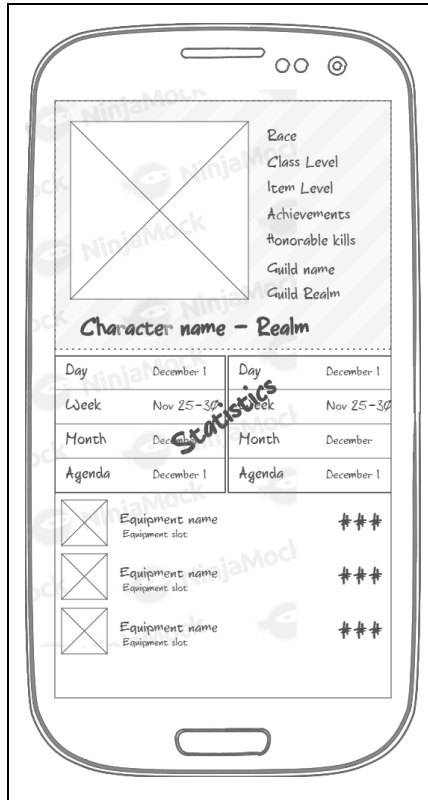 NinjaMock
Race
Class Level
Item Level
Achievements
Honorable kills
Guild name
Guild Realm
Character name - Realm
Day December 1 Day December 1
Week Nov 25-30 Week Nov 25-30
Month December Month December
Agenda December 1 Agenda December 1
Statistics
Equipment name ###
Equipment slot
Equipment name ###
Equipment slot
Equipment name ###
Equipment slot